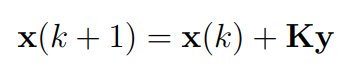 x(k + 1) = x(k) + Ky